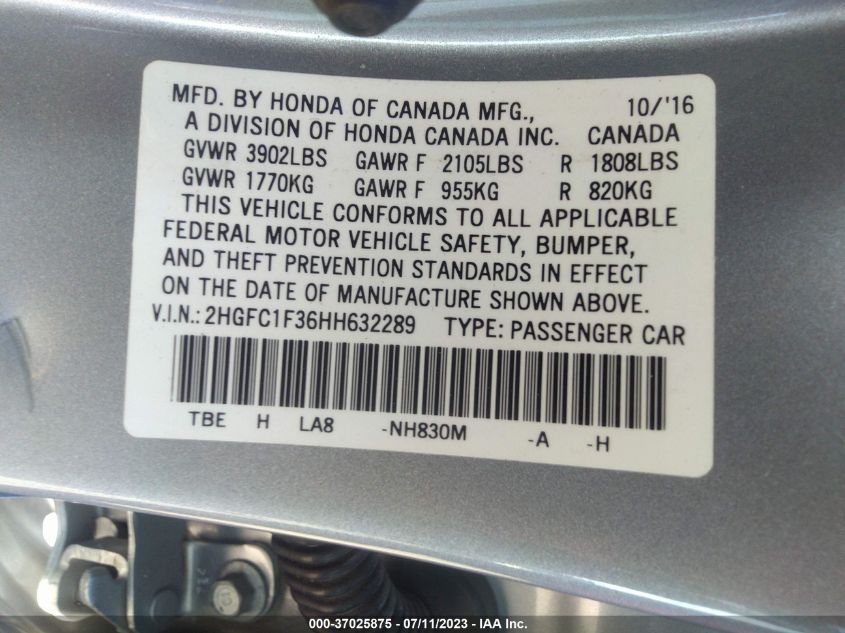 MFD. BY HONDA OF CANADA MFG., 10/'16
A DIVISION OF HONDA CANADA INC. CANADA
GVWR 3902LBS GAWR F 2105LBS R 1808LBS
GVWR 1770KG GAWR F 955KG R 820KG
THIS VEHICLE CONFORMS TO ALL APPLICABLE
FEDERAL MOTOR VEHICLE SAFETY, BUMPER,
AND THEFT PREVENTION STANDARDS IN EFFECT
ON THE DATE OF MANUFACTURE SHOWN ABOVE.
V.I.N.: 2HGFC1F36HH632289 TYPE: PASSENGER CAR
TBE H LA8 -NH830M -A -H
000-37025875 - 07/11/2023 - IAA Inc.